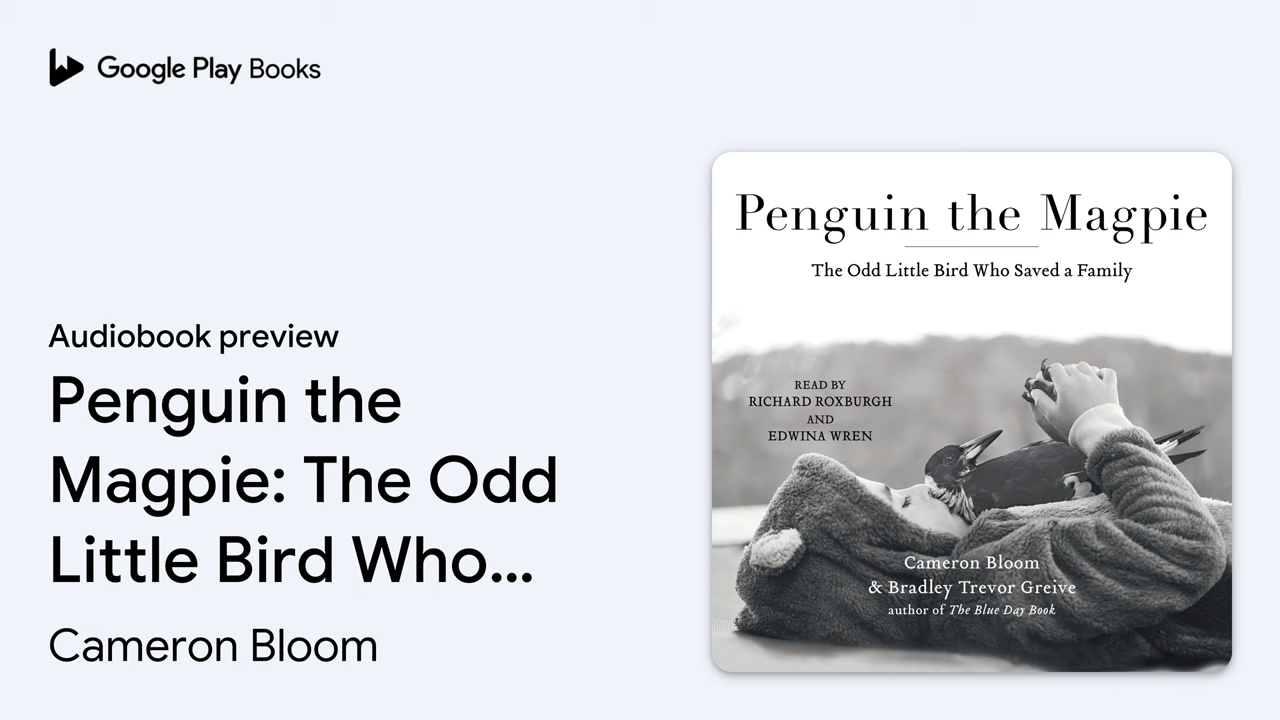 Google Play Books
Audiobook preview
Penguin the
Magpie: The Odd
Little Bird Who...
Cameron Bloom
Penguin the Magpie
The Odd Little Bird Who Saved a Family
READ BY
RICHARD ROXBURGH
AND
EDWINA WREN
Cameron Bloom
& Bradley Trevor Greive
author of The Blue Day Book